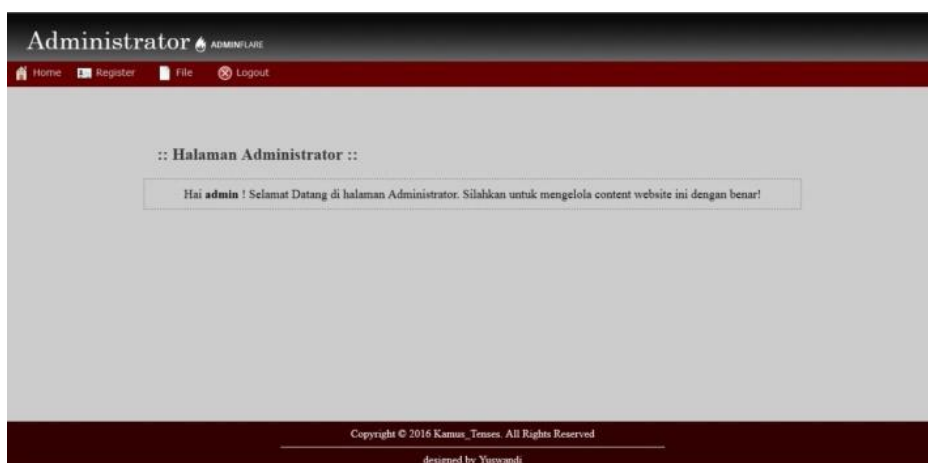 Administrator ADMINFLARE
Home Register File Logout
:: Halaman Administrator ::
Hai admin ! Selamat Datang di halaman Administrator. Silahkan untuk mengelola content website ini dengan benar!
Copyright © 2016 Kamus_Tenses. All Rights Reserved
designed by Yuswandi